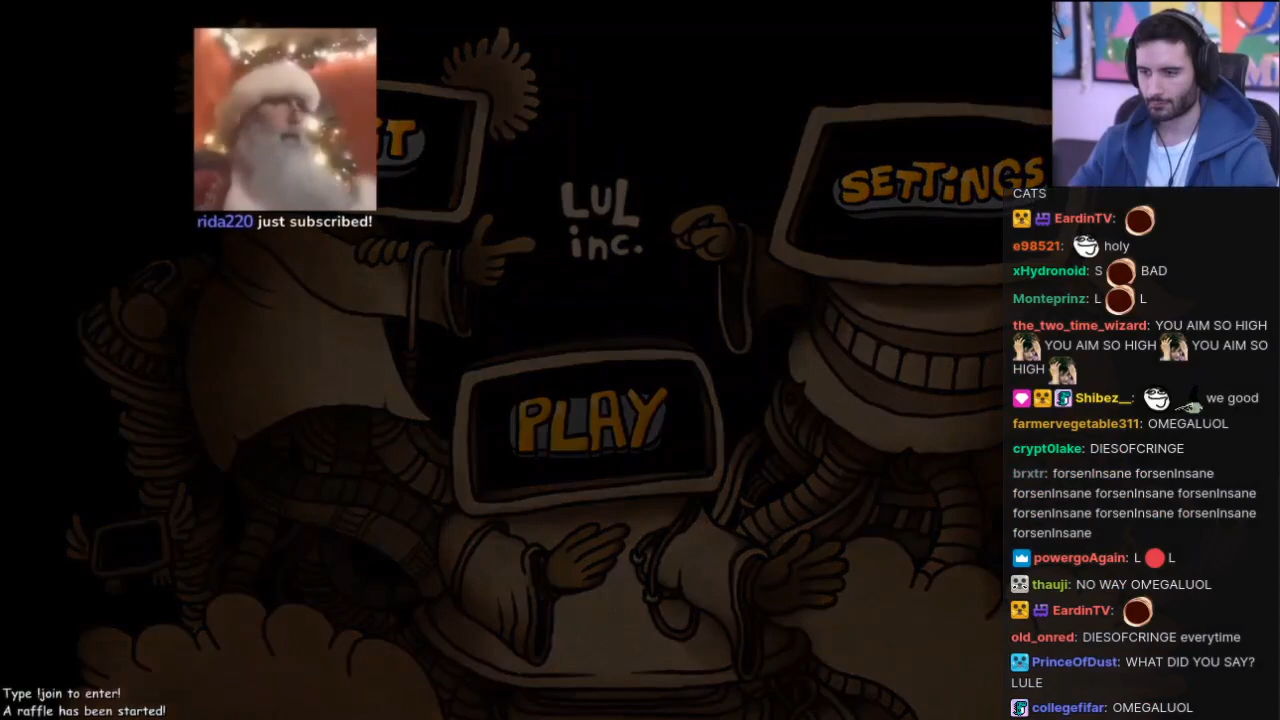 IT
LUL
inc.
SETTINGS
PLAY
rida220 just subscribed!
CATS
EardinTV:
e98521: holy
xHydronoid: S BAD
Monteprinz: L L
the_two_time_wizard: YOU AIM SO HIGH
YOU AIM SO HIGH YOU AIM SO
HIGH
Shibez__: we good
farmervegetable311: OMEGALUOL
crypt0lake: DIESOFCRINGE
brxtr: forsenInsane forsenInsane
forsenInsane forsenInsane forsenInsane
forsenInsane forsenInsane forsenInsane
forsenInsane
powergoAgain: L L
thauji: NO WAY OMEGALUOL
EardinTV:
old_onred: DIESOFCRINGE everytime
PrinceOfDust: WHAT DID YOU SAY?
LULE
collegefifar: OMEGALUOL
Type !join to enter!
A raffle has been started!